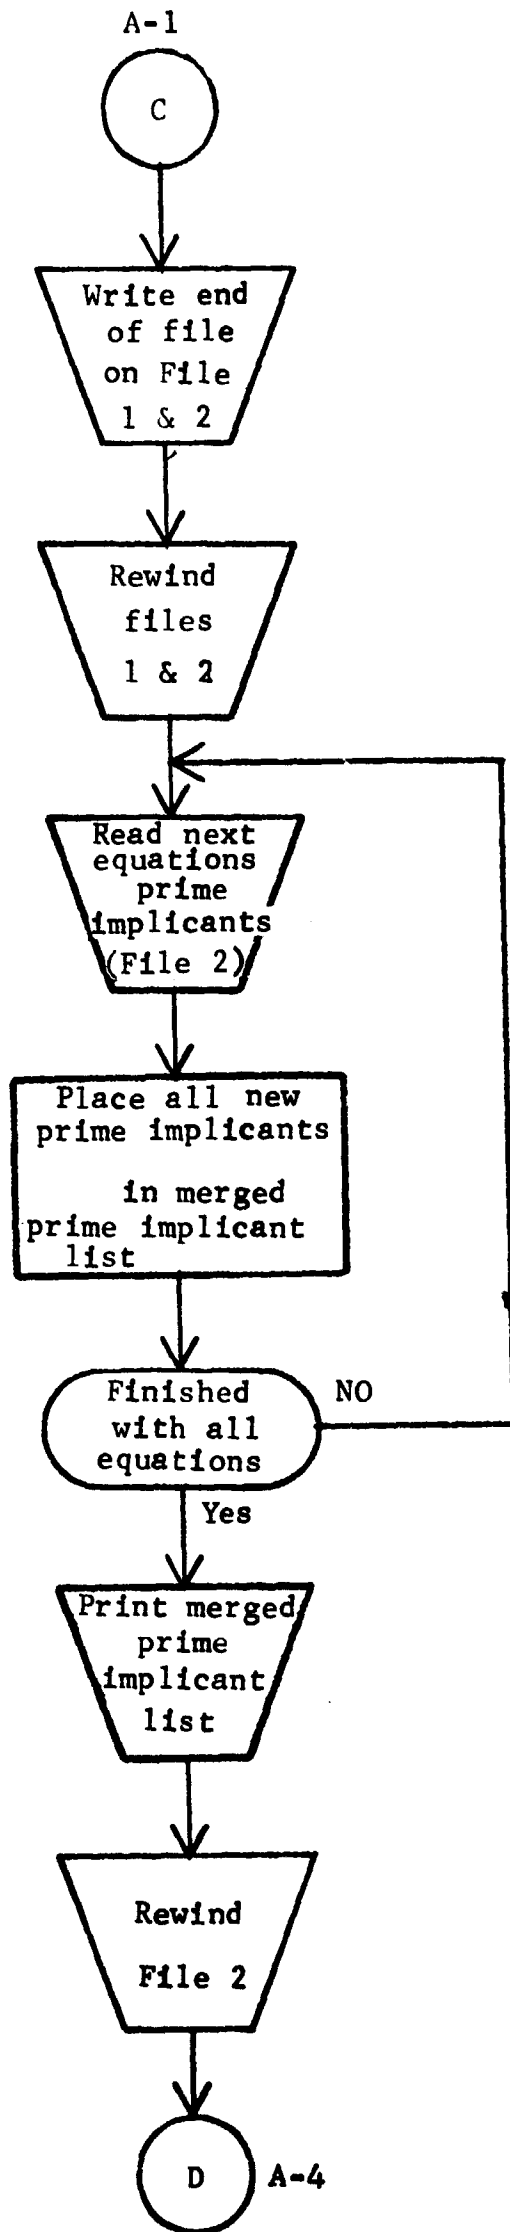 A-1
C
Write end
of file
on File
1 & 2
Rewind
files
1 & 2
Read next
equations
prime
implicants
(File 2)
Place all new
prime implicants
in merged
prime implicant
list
Finished
with all
equations
NO
Yes
Print merged
prime
implicant
list
Rewind
File 2
D A-4